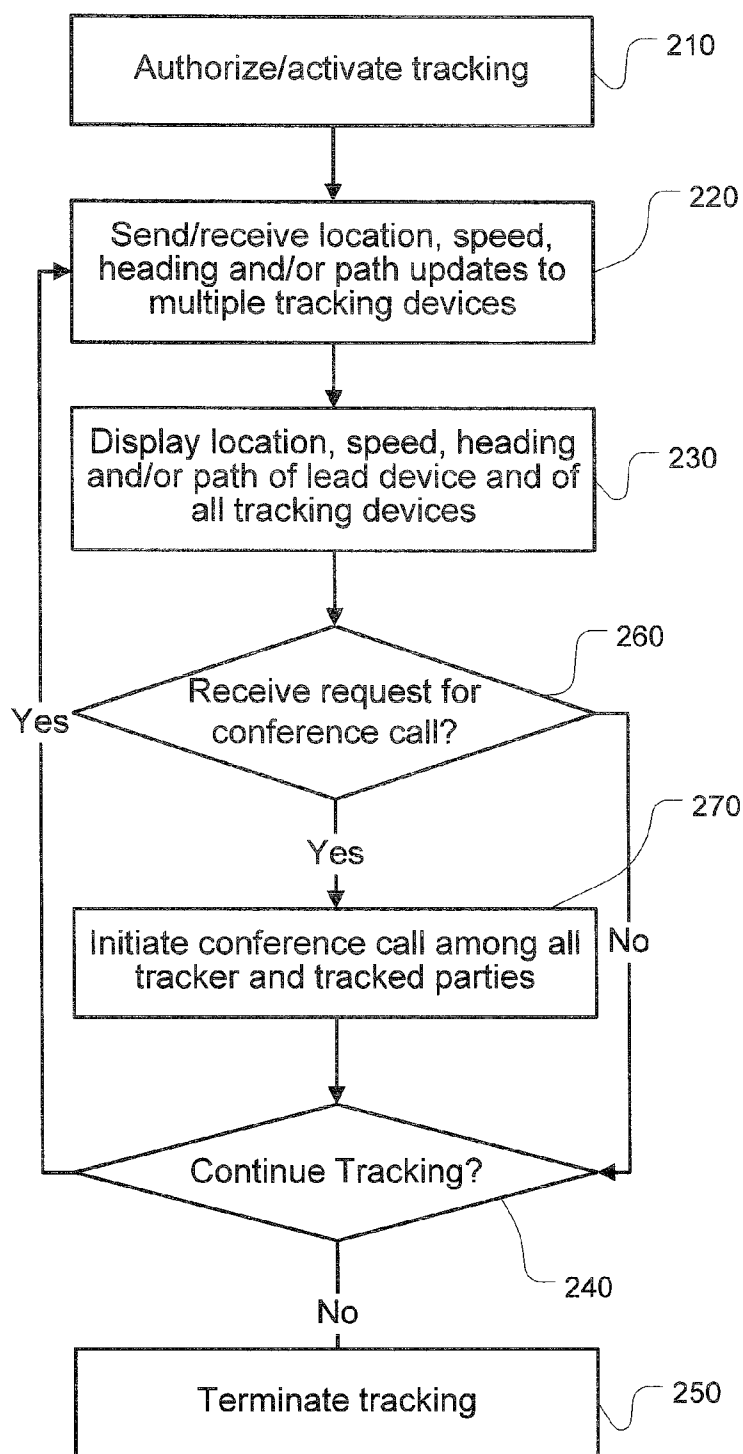 Authorize/activate tracking
210
220
Send/receive location, speed,
heading and/or path updates to
multiple tracking devices
Display location, speed, heading
and/or path of lead device and of
all tracking devices
230
260
Receive request for
conference call?
Yes
270
Yes
Initiate conference call among all
tracker and tracked parties
No
Continue Tracking?
240
No
Terminate tracking
250